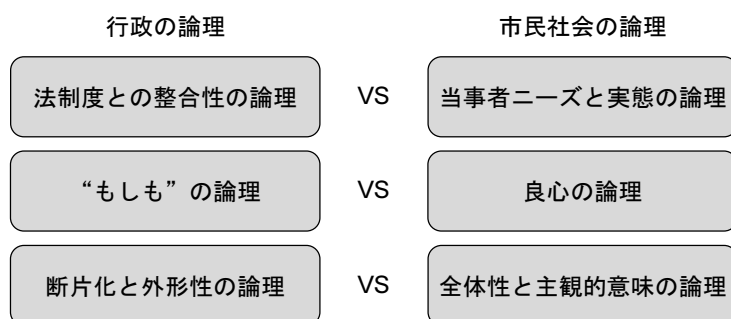 行政の論理 市民社会の論理
法制度との整合性の論理 VS 当事者ニーズと実態の論理
“もしも”の論理 VS 良心の論理
断片化と外形性の論理 VS 全体性と主観的意味の論理